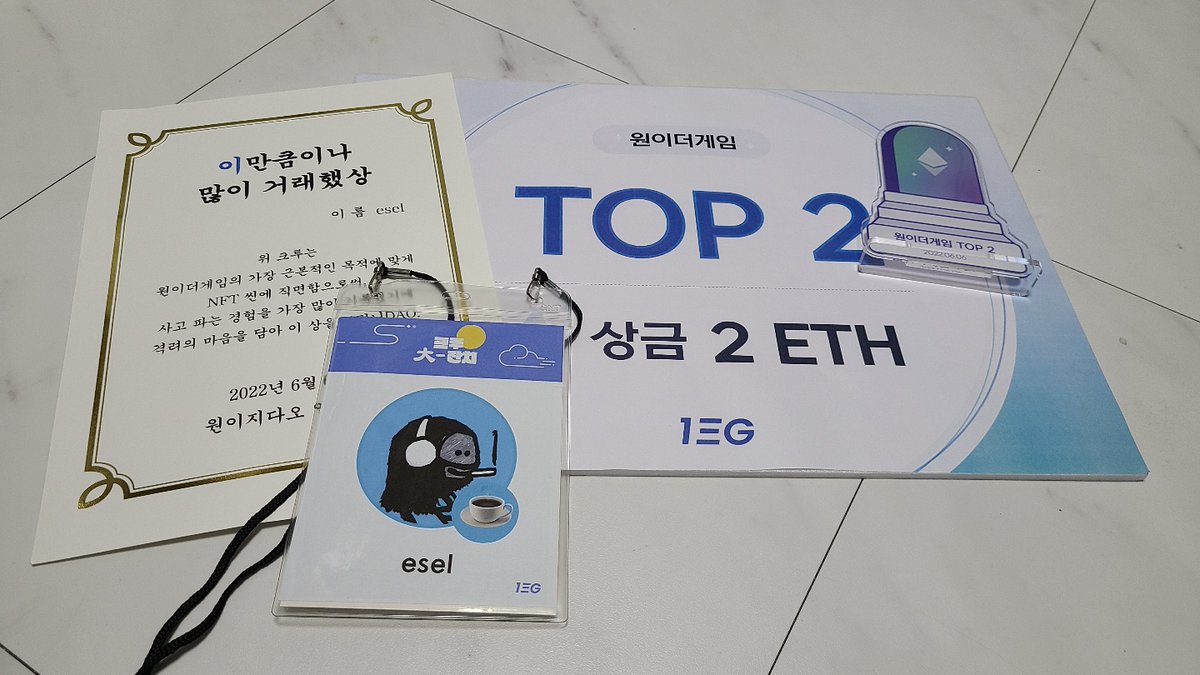 이만큼이나
많이 거래했상
이 름 esel
위 크루는
원이더게임의 가장 근본적인 목적에 맞게
NFT 씬에 직면함으로써
사고 파는 경험을 가장 많이
격려의 마음을 담아 이 상을
2022년 6월
원이지다오
원이더게임
TOP 2
상금 2 ETH
1EG
원이더게임 TOP 2
2022.06.06
크루
大-잔치
esel
1EG